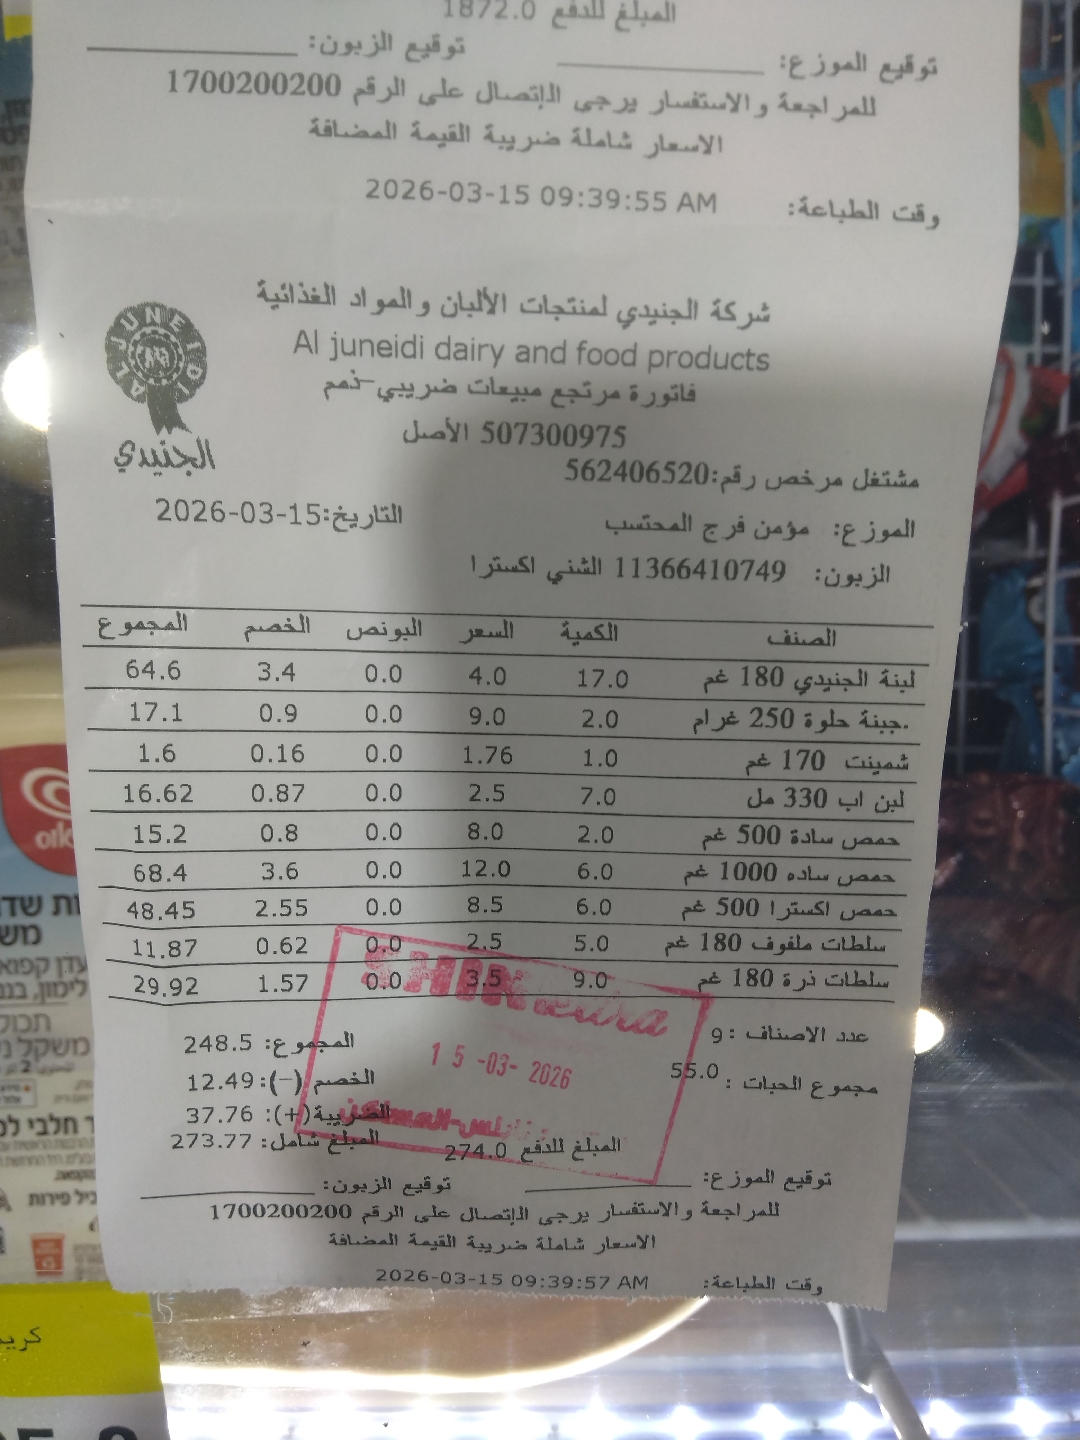 المبلغ للدفع 1872.0
توقيع الموزع: توقيع الزبون:
للمراجعة والاستفسار يرجى الإتصال على الرقم 1700200200
الاسعار شاملة ضريبة القيمة المضافة
وقت الطباعة: 2026-03-15 09:39:55 AM
AL JUNEIDI
الجنيدي
شركة الجنيدي لمنتجات الألبان والمواد الغذائية
Al juneidi dairy and food products
فاتورة مرتجع مبيعات ضريبي-ذمم
507300975 الأصل
مشتغل مرخص رقم:562406520
الموزع: مؤمن فرج المحتسب التاريخ:2026-03-15
الزبون: 11366410749 الشني اكسترا
الصنف الكمية السعر البونص الخصم المجموع
لبنة الجنيدي 180 غم 17.0 4.0 0.0 3.4 64.6
جبنة حلوة 250 غرام. 2.0 9.0 0.0 0.9 17.1
شمينت 170 غم 1.0 1.76 0.0 0.16 1.6
لبن اب 330 مل 7.0 2.5 0.0 0.87 16.62
حمص سادة 500 غم 2.0 8.0 0.0 0.8 15.2
حمص ساده 1000 غم 6.0 12.0 0.0 3.6 68.4
حمص اكسترا 500 غم 6.0 8.5 0.0 2.55 48.45
سلطات ملفوف 180 غم 5.0 2.5 0.0 0.62 11.87
سلطات ذرة 180 غم 9.0 3.5 0.0 1.57 29.92
عدد الاصناف : 9 المجموع: 248.5
مجموع الحبات : 55.0 الخصم (-): 12.49
الضريبة(+): 37.76
المبلغ للدفع 274.0 المبلغ شامل: 273.77
15 -03- 2026
توقيع الموزع: توقيع الزبون:
للمراجعة والاستفسار يرجى الإتصال على الرقم 1700200200
الاسعار شاملة ضريبة القيمة المضافة
وقت الطباعة: 2026-03-15 09:39:57 AM